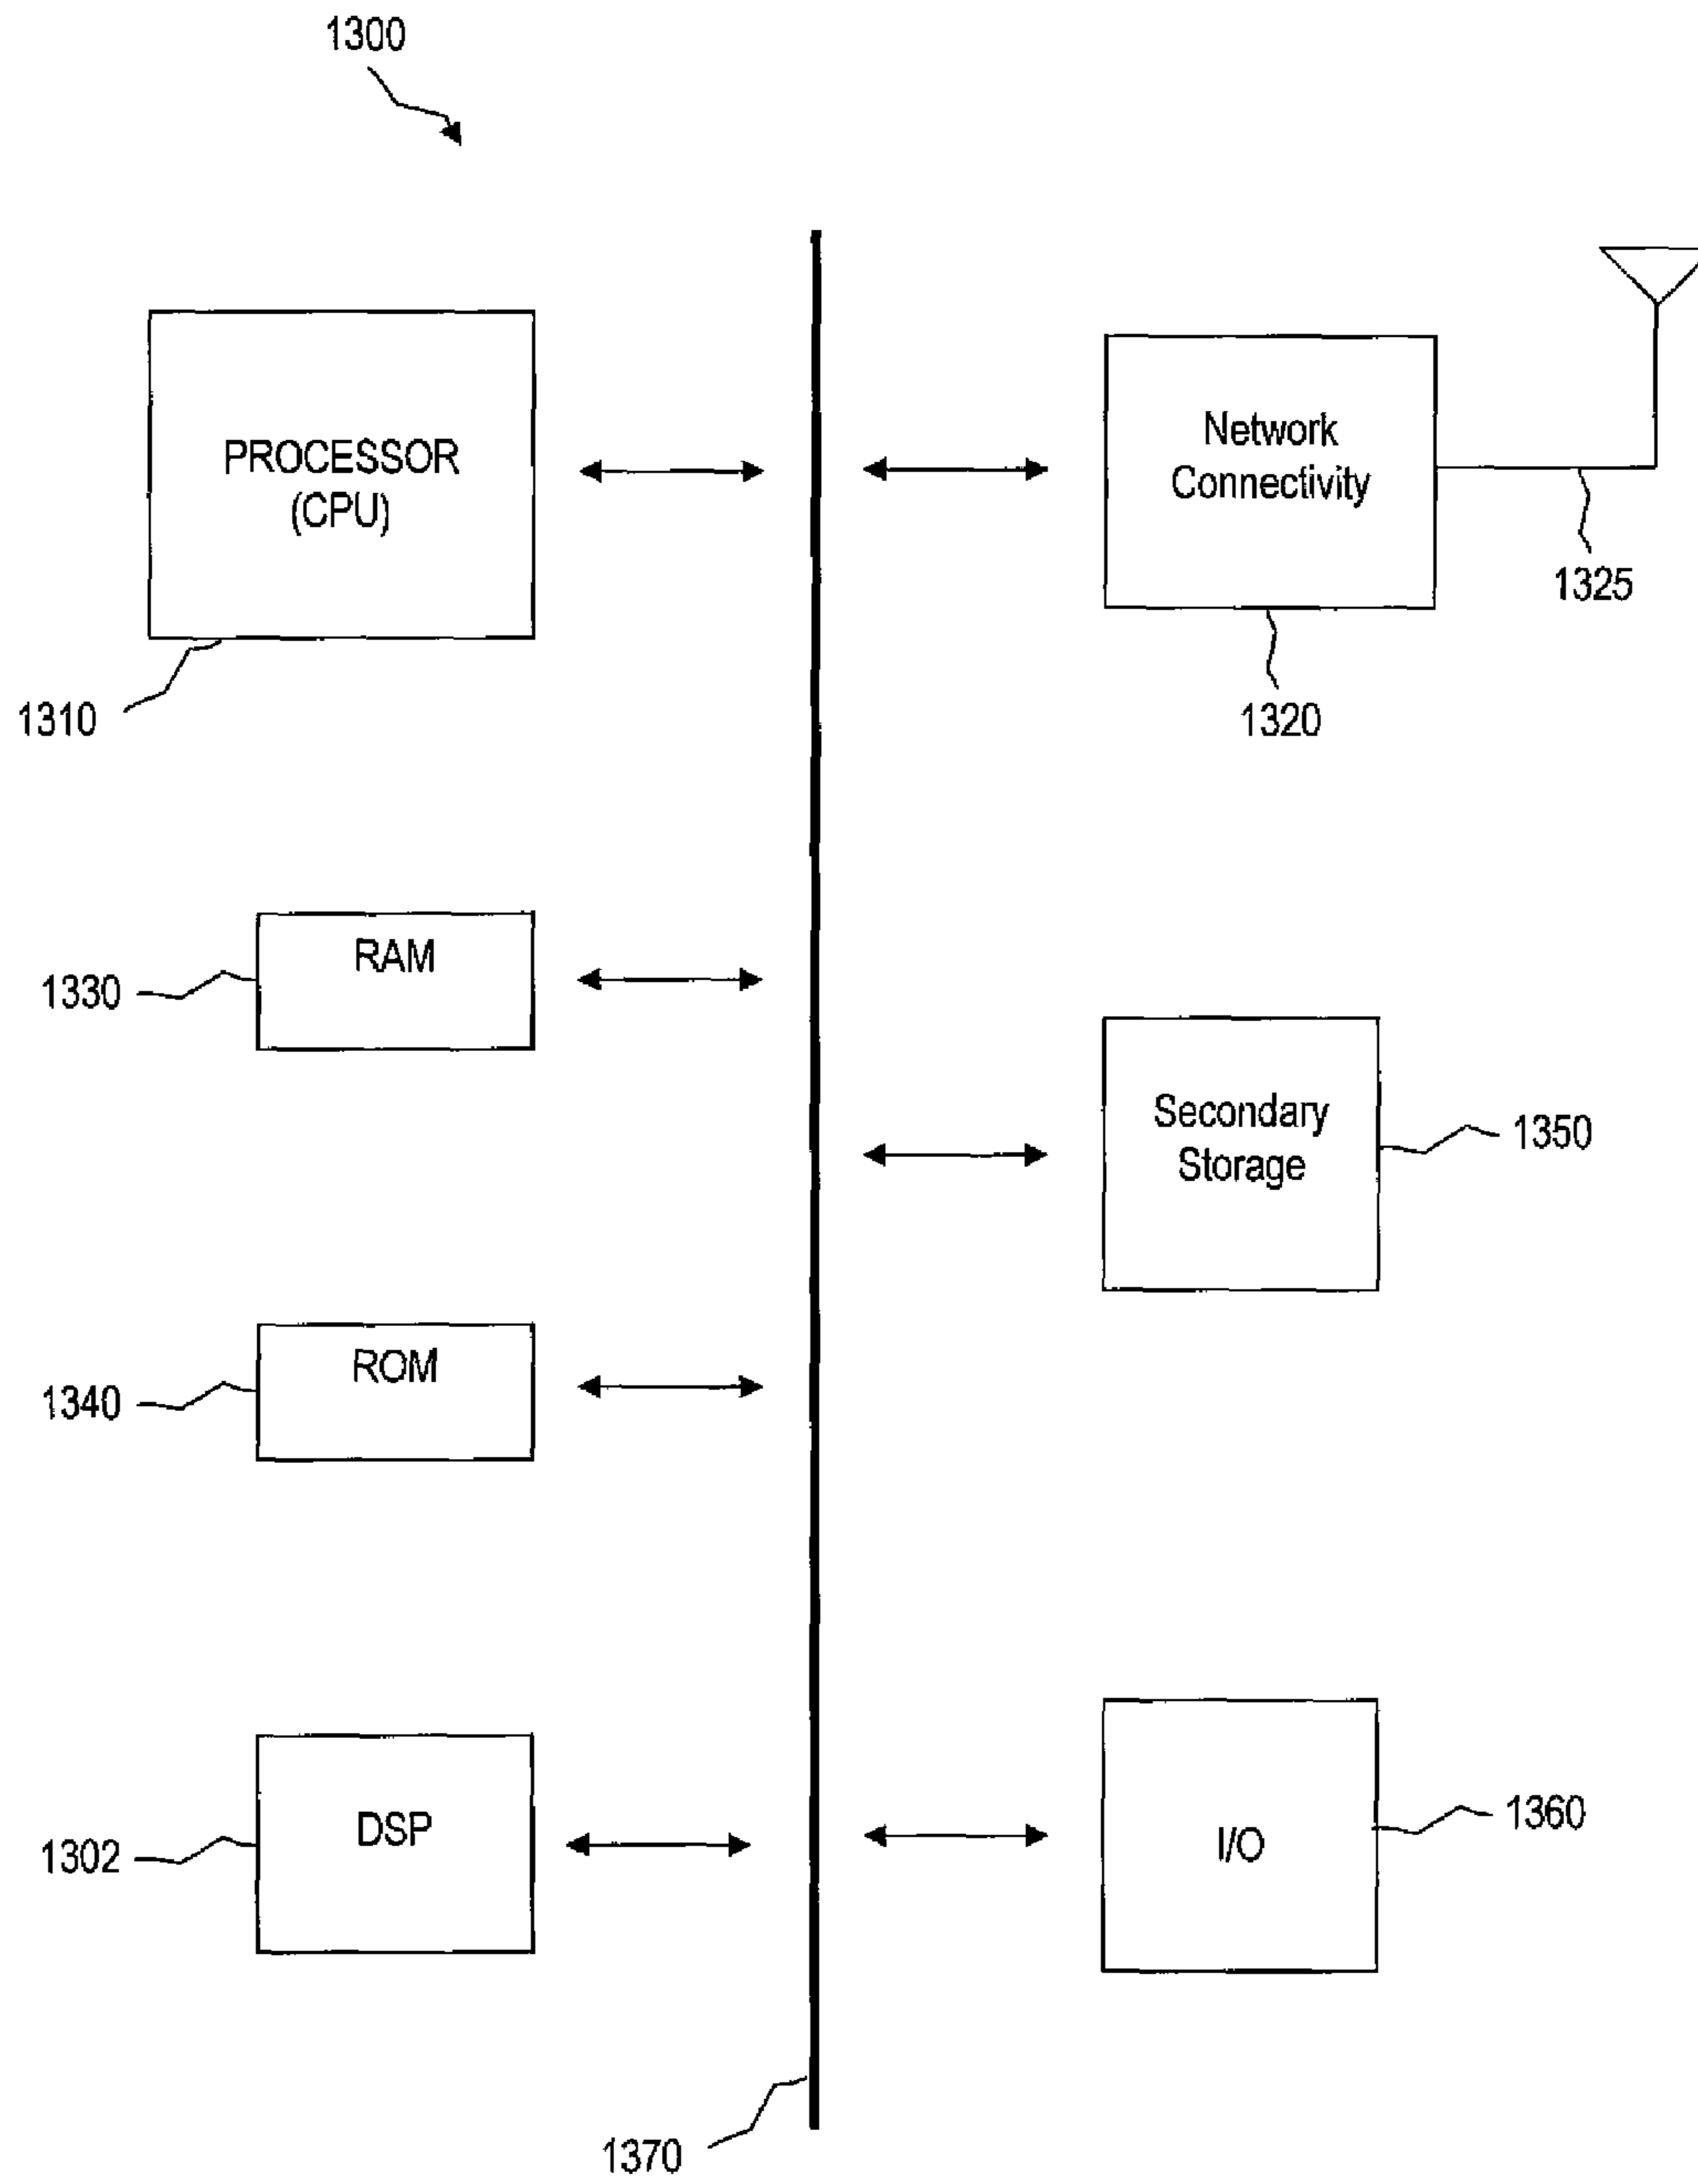 1300
PROCESSOR
(CPU)
1310
Network
Connectivity
1325
1320
RAM
1330
Secondary
Storage
1350
ROM
1340
DSP
1302
I/O
1360
1370